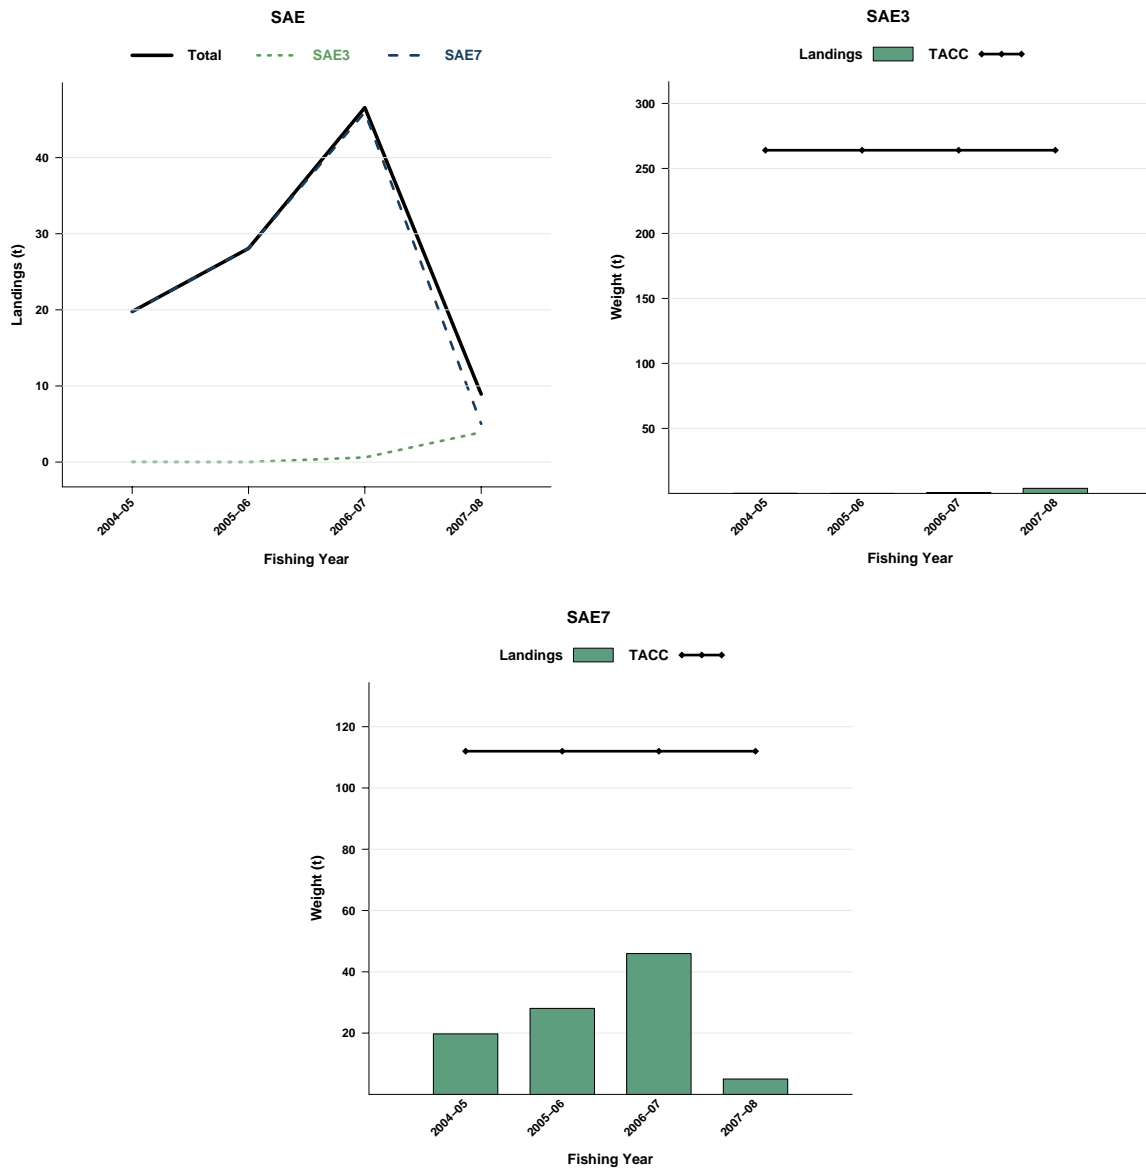 SAE
Total SAE3 SAE7
Landings (t)
40
30
20
10
0
2004–05 2005–06 2006–07 2007–08
Fishing Year
SAE3
Landings TACC
Weight (t)
300
250
200
150
100
50
2004–05 2005–06 2006–07 2007–08
Fishing Year
SAE7
Landings TACC
Weight (t)
120
100
80
60
40
20
2004–05 2005–06 2006–07 2007–08
Fishing Year